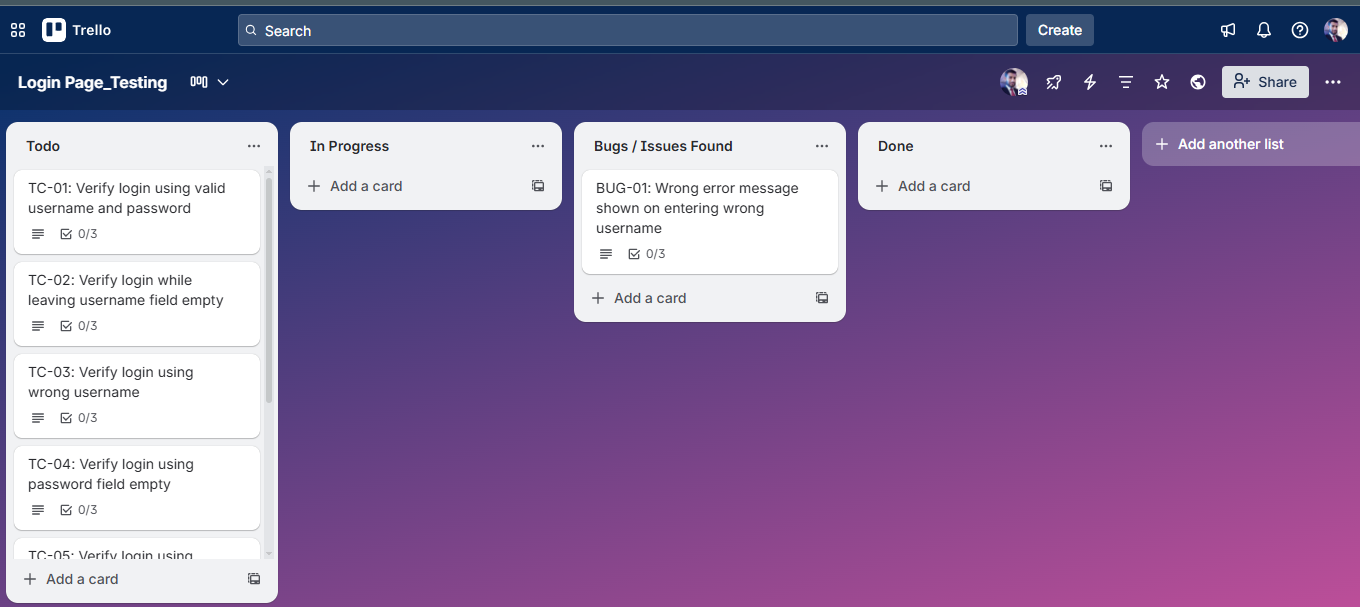 Trello
Search
Create
Login Page_Testing
Share
Todo
TC-01: Verify login using valid
username and password
0/3
TC-02: Verify login while
leaving username field empty
0/3
TC-03: Verify login using
wrong username
0/3
TC-04: Verify login using
password field empty
0/3
TC-05: Verify login using
Add a card
In Progress
Add a card
Bugs / Issues Found
BUG-01: Wrong error message
shown on entering wrong
username
0/3
Add a card
Done
Add a card
Add another list